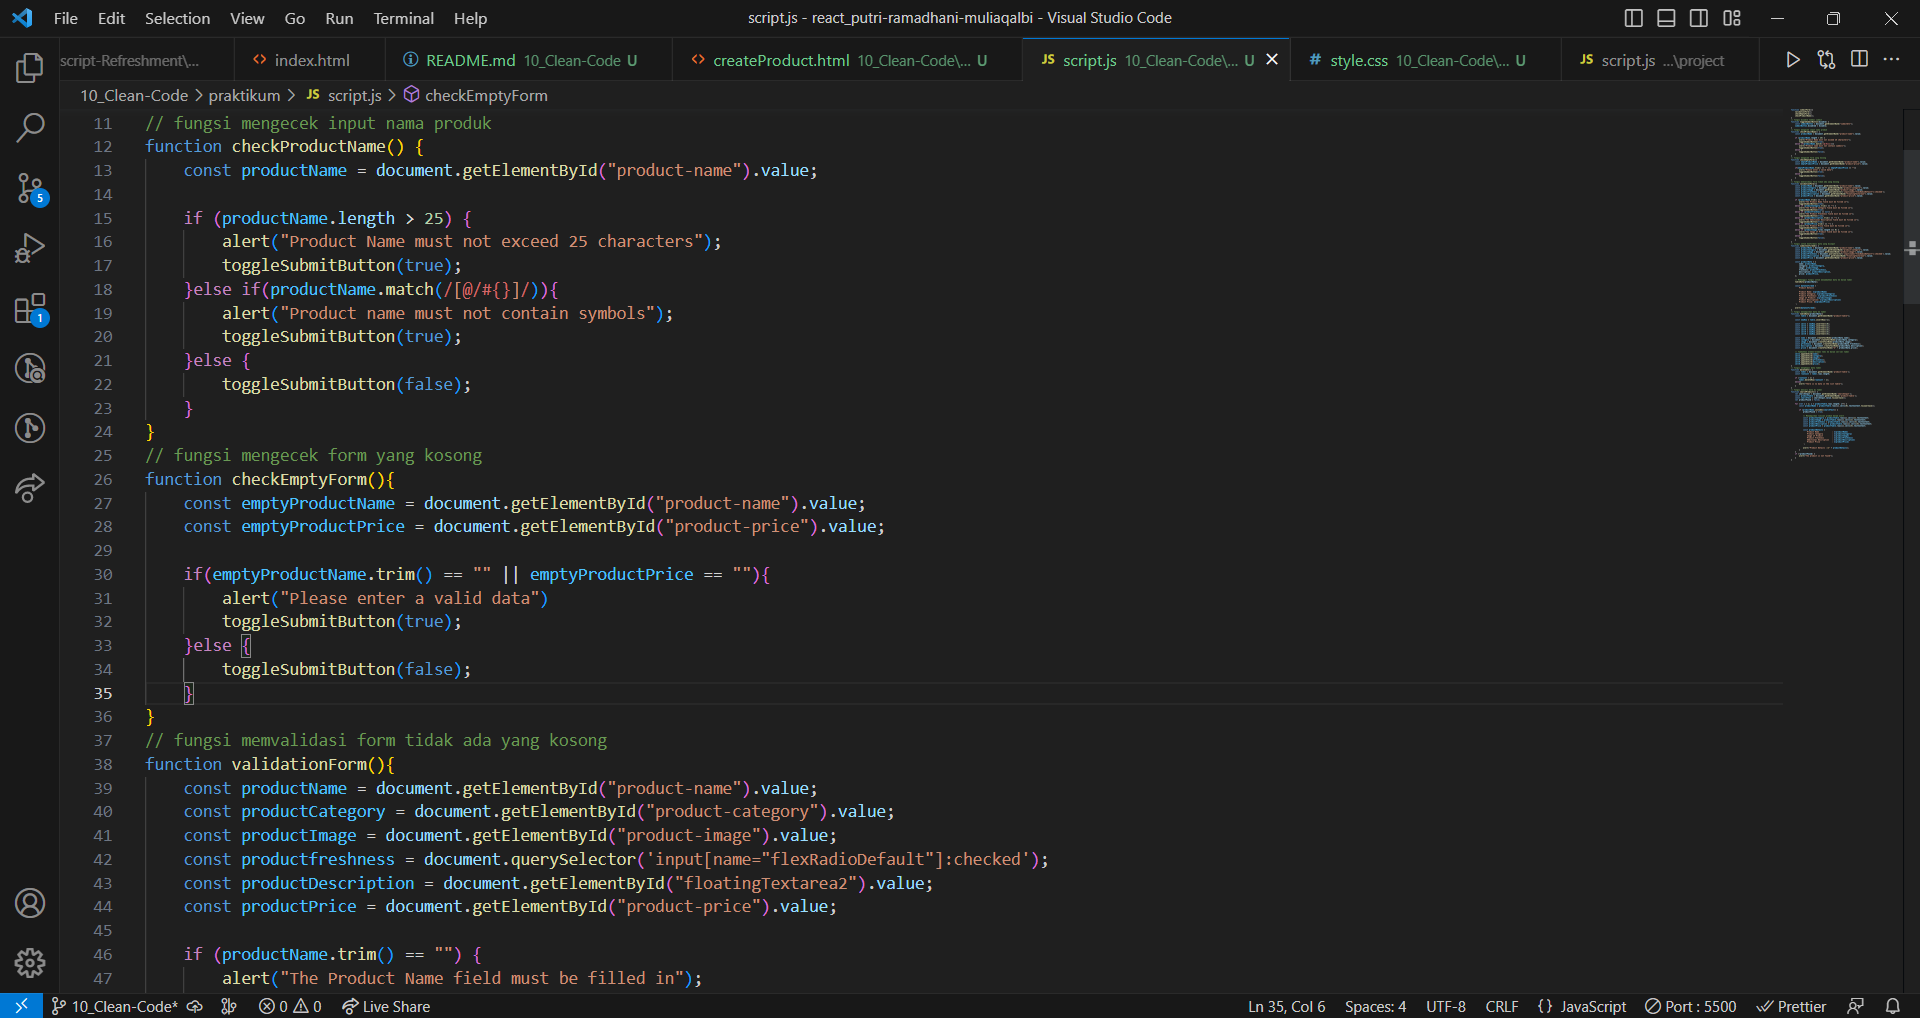 File Edit Selection View Go Run Terminal Help
script.js - react_putri-ramadhani-muliaqalbi - Visual Studio Code
script-Refreshment\...
<> index.html
README.md 10_Clean-Code U
<> createProduct.html 10_Clean-Code\... U
JS script.js 10_Clean-Code\... U
# style.css 10_Clean-Code\... U
JS script.js ...\project
10_Clean-Code > praktikum > JS script.js > checkEmptyForm
11 // fungsi mengecek input nama produk
12 function checkProductName() {
13 const productName = document.getElementById("product-name").value;
14
15 if (productName.length > 25) {
16 alert("Product Name must not exceed 25 characters");
17 toggleSubmitButton(true);
18 }else if(productName.match(/[@/#{}]/)){
19 alert("Product name must not contain symbols");
20 toggleSubmitButton(true);
21 }else {
22 toggleSubmitButton(false);
23 }
24 }
25 // fungsi mengecek form yang kosong
26 function checkEmptyForm(){
27 const emptyProductName = document.getElementById("product-name").value;
28 const emptyProductPrice = document.getElementById("product-price").value;
29
30 if(emptyProductName.trim() == "" || emptyProductPrice == ""){
31 alert("Please enter a valid data")
32 toggleSubmitButton(true);
33 }else {
34 toggleSubmitButton(false);
35 }
36 }
37 // fungsi memvalidasi form tidak ada yang kosong
38 function validationForm(){
39 const productName = document.getElementById("product-name").value;
40 const productCategory = document.getElementById("product-category").value;
41 const productImage = document.getElementById("product-image").value;
42 const productfreshness = document.querySelector('input[name="flexRadioDefault"]:checked');
43 const productDescription = document.getElementById("floatingTextarea2").value;
44 const productPrice = document.getElementById("product-price").value;
45
46 if (productName.trim() == "") {
47 alert("The Product Name field must be filled in");
5
1
10_Clean-Code* 0 0 Live Share
Ln 35, Col 6 Spaces: 4 UTF-8 CRLF {} JavaScript Port : 5500 Prettier